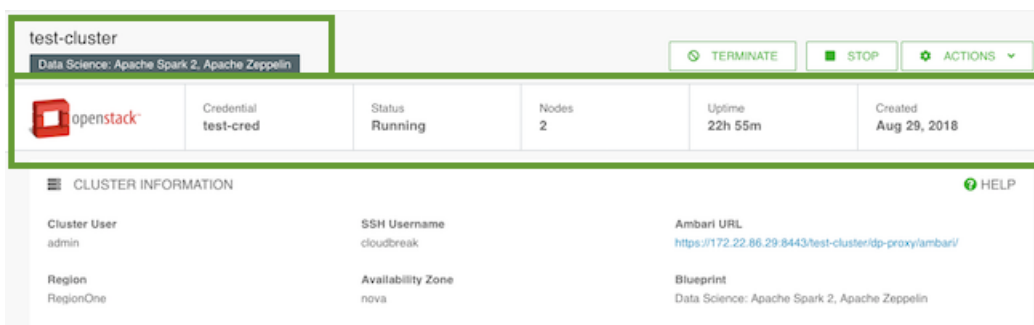 test-cluster
Data Science: Apache Spark 2, Apache Zeppelin
TERMINATE STOP ACTIONS
openstack
Credential Status Nodes Uptime Created
test-cred Running 2 22h 55m Aug 29, 2018
CLUSTER INFORMATION HELP
Cluster User SSH Username Ambari URL
admin cloudbreak https://172.22.86.29:8443/test-cluster/dp-proxy/ambari/
Region Availability Zone Blueprint
RegionOne nova Data Science: Apache Spark 2, Apache Zeppelin